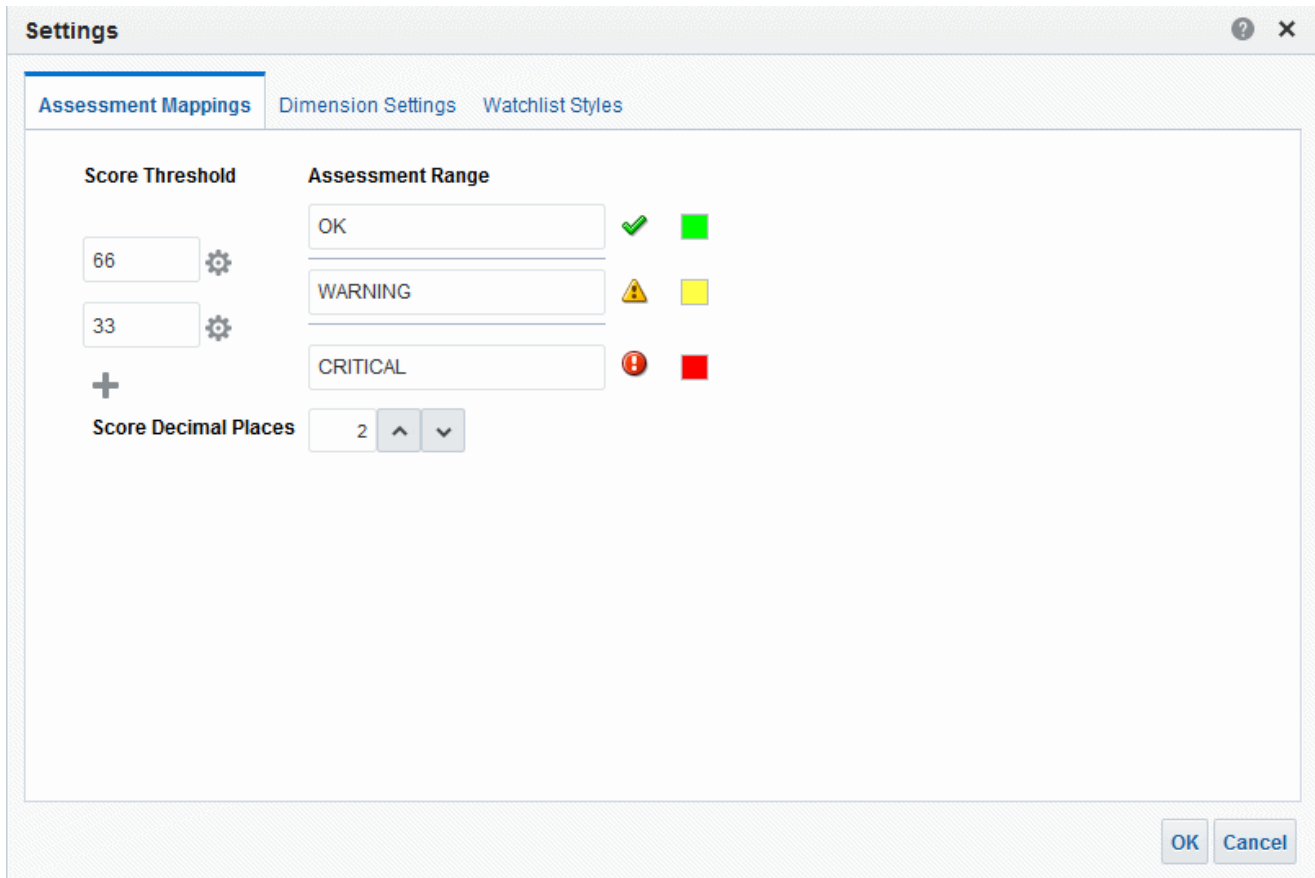 Settings
Assessment Mappings Dimension Settings Watchlist Styles
Score Threshold Assessment Range
OK
66
WARNING
33
CRITICAL
Score Decimal Places 2
OK Cancel